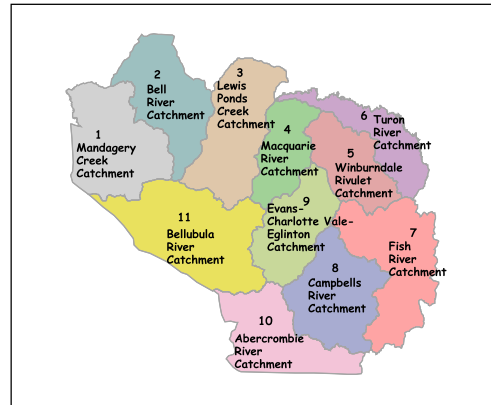 1
Mandagery
Creek
Catchment
2
Bell
River
Catchment
3
Lewis
Ponds
Creek
Catchment
4
Macquarie
River
Catchment
5
Winburndale
Rivulet
Catchment
6
Turon
River
Catchment
7
Fish
River
Catchment
8
Campbells
River
Catchment
9
Evans-
Charlotte Vale-
Eglinton
Catchment
10
Abercrombie
River
Catchment
11
Bellubula
River
Catchment